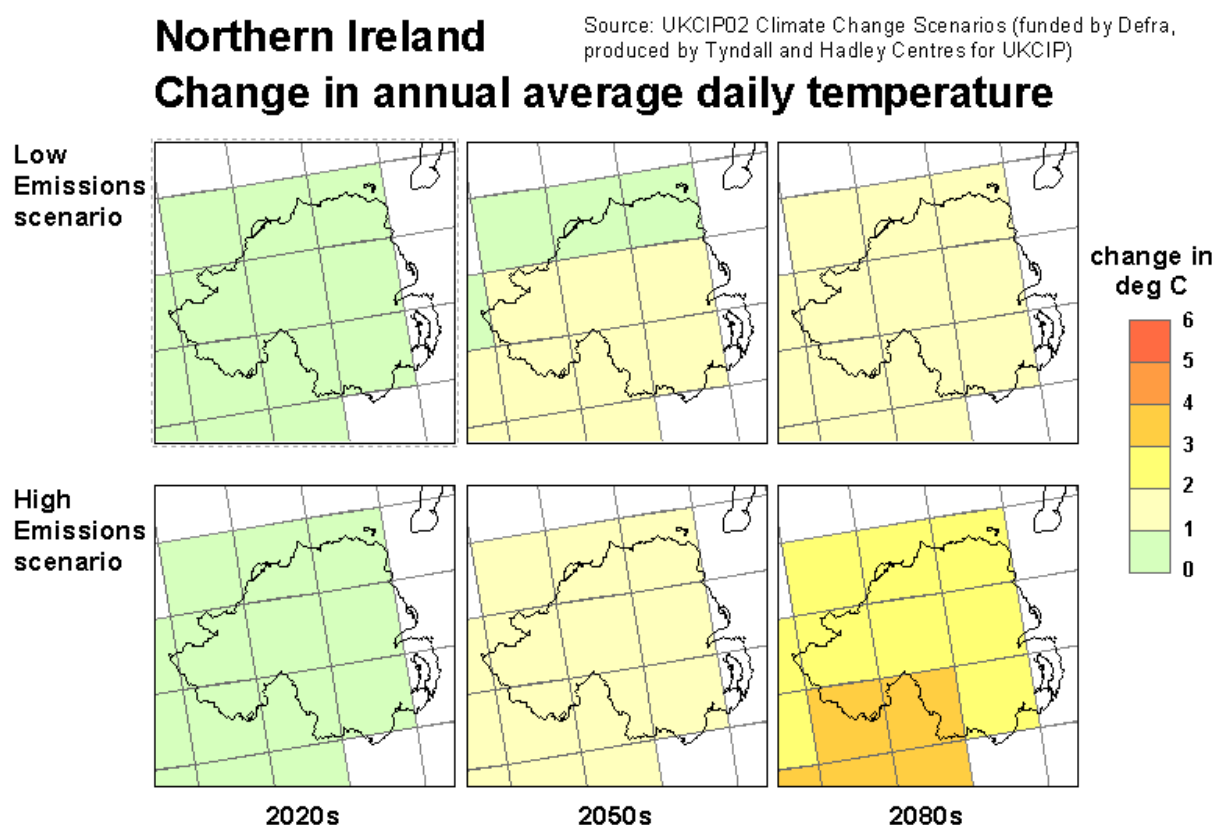 Northern Ireland
Source: UKCIP02 Climate Change Scenarios (funded by Defra,
produced by Tyndall and Hadley Centres for UKCIP)
Change in annual average daily temperature
Low
Emissions
scenario
change in
deg C
6
5
4
3
2
1
0
High
Emissions
scenario
2020s
2050s
2080s